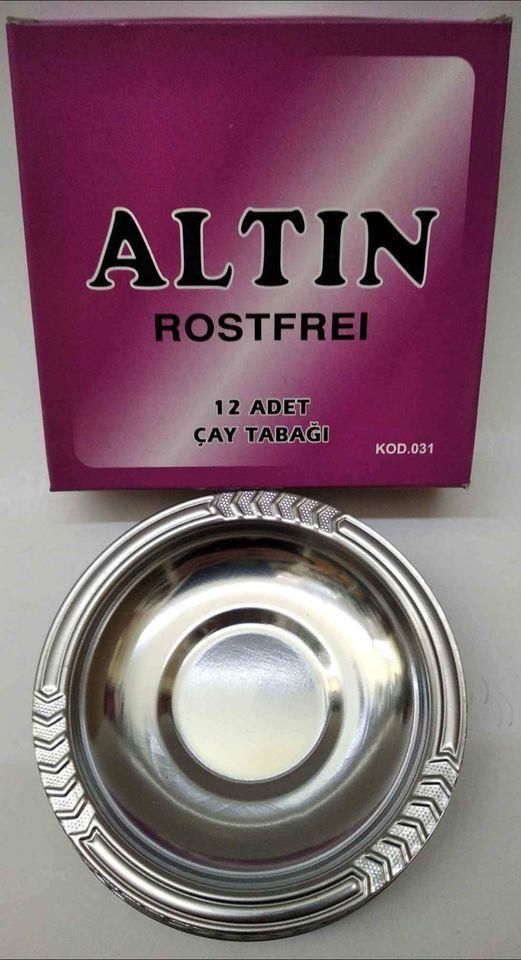 ALTIN
ROSTFREI
12 ADET
ÇAY TABAĞI
KOD.031